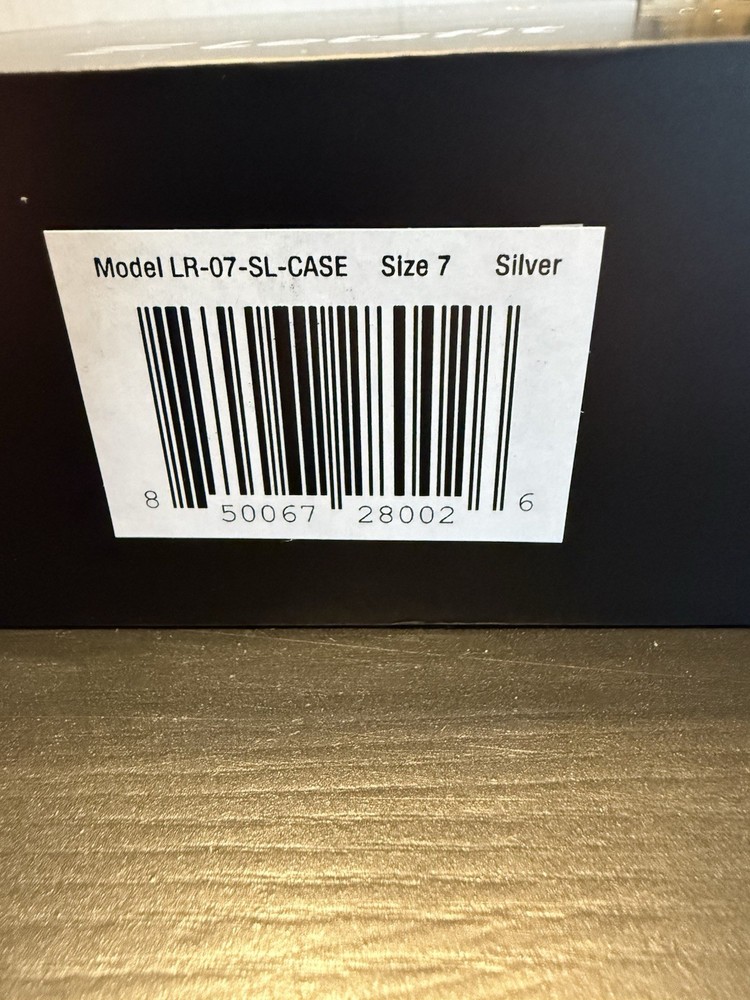 Model LR-07-SL-CASE Size 7 Silver
8 50067 28002 6